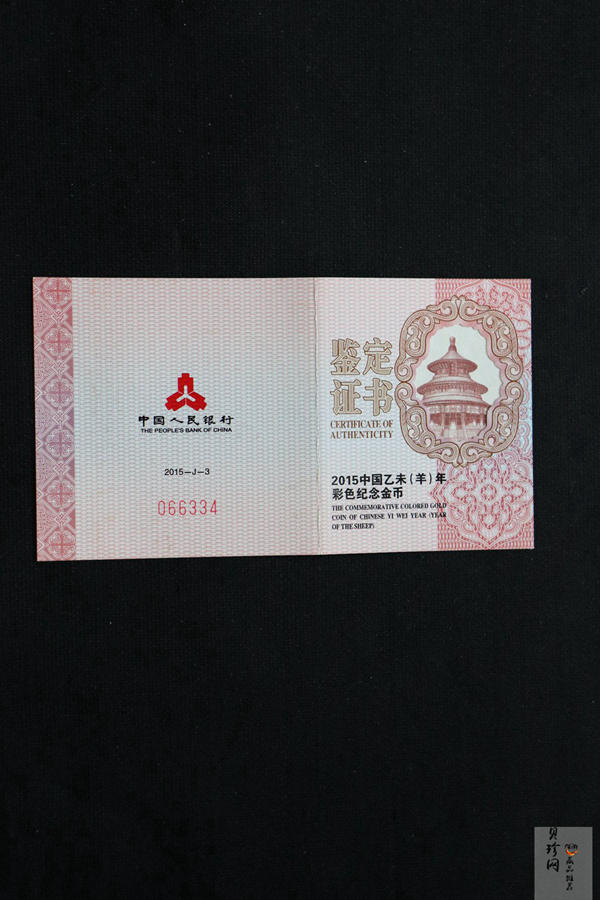 中国人民银行
THE PEOPLE'S BANK OF CHINA
2015-J-3
066334
鉴定
证书
CERTIFICATE OF
AUTHENTICITY
2015中国乙未(羊)年
彩色纪念金币
THE COMMEMORATIVE COLORED GOLD
COIN OF CHINESE YI WEI YEAR (YEAR
OF THE SHEEP)
贝珍网